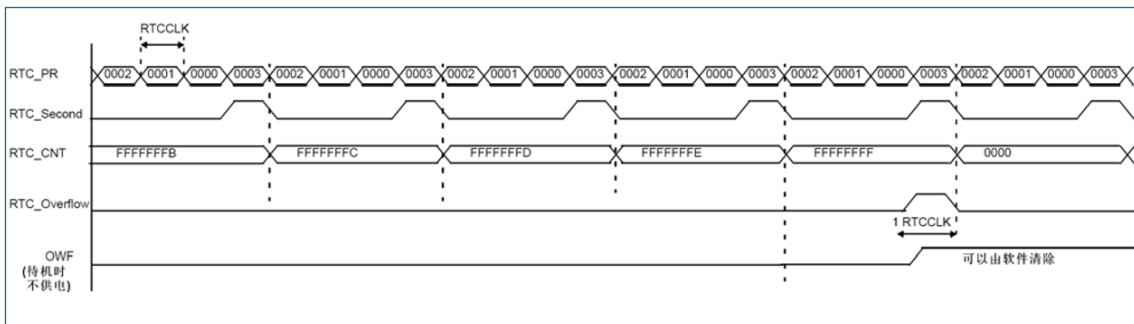 RTCCLK
RTC_PR 0002 0001 0000 0003 0002 0001 0000 0003 0002 0001 0000 0003 0002 0001 0000 0003 0002 0001 0000 0003 0002 0001 0000 0003
RTC_Second
RTC_CNT FFFFFFFB FFFFFFFC FFFFFFFD FFFFFFFE FFFFFFFF 0000
RTC_Overflow
1 RTCCLK
OWF 可以由软件清除
(待机时
不供电)